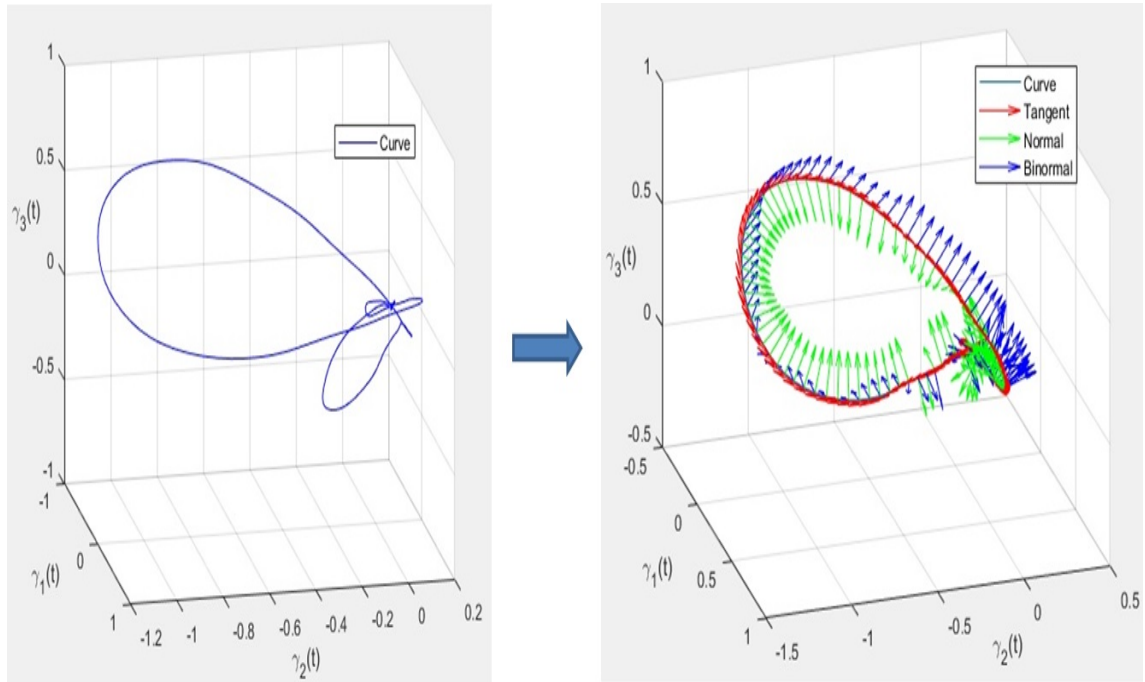 1
0.5
0
-0.5
-1
γ3(t)
-1
0
1
γ1(t)
-1.2
-1
-0.8
-0.6
-0.4
-0.2
0
0.2
γ2(t)
Curve
1
0.5
0
-0.5
γ3(t)
-0.5
0
0.5
1
γ1(t)
-1.5
-1
-0.5
0
0.5
γ2(t)
Curve
Tangent
Normal
Binormal